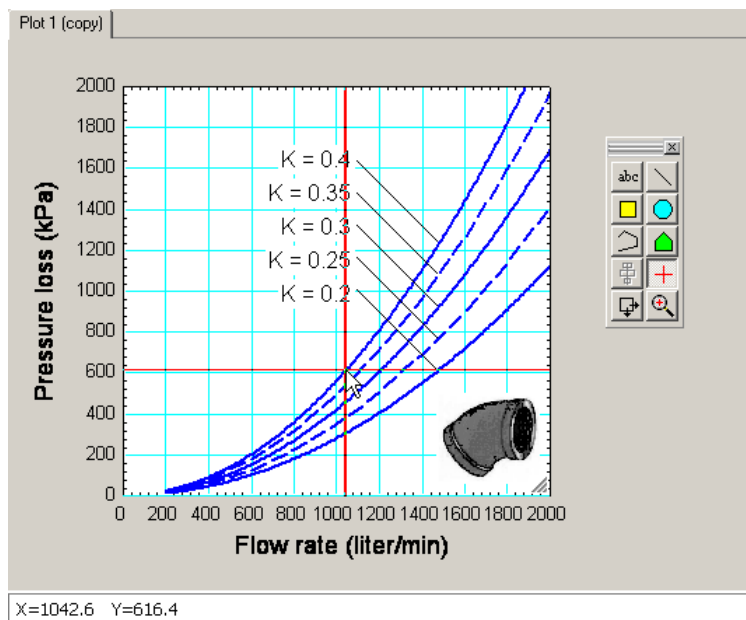 Plot 1 (copy)
2000
1800
1600
1400
1200
1000
800
600
400
200
0
Pressure loss (kPa)
K = 0.4
K = 0.35
K = 0.3
K = 0.25
K = 0.2
abc
0 200 400 600 800 1000 1200 1400 1600 1800 2000
Flow rate (liter/min)
X=1042.6 Y=616.4